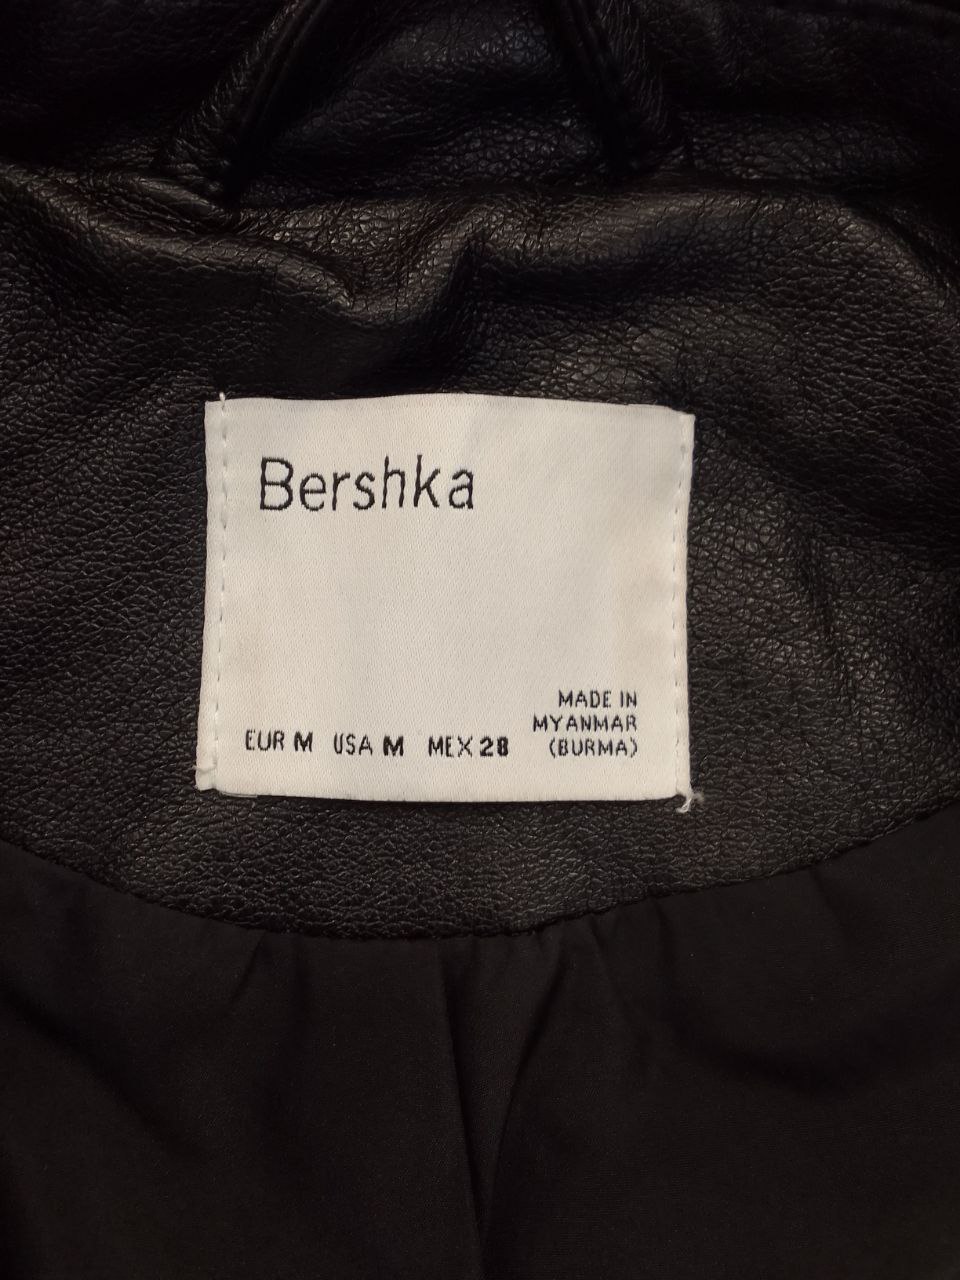 Bershka
MADE IN
MYANMAR
(BURMA)
EUR M USA M MEX 28